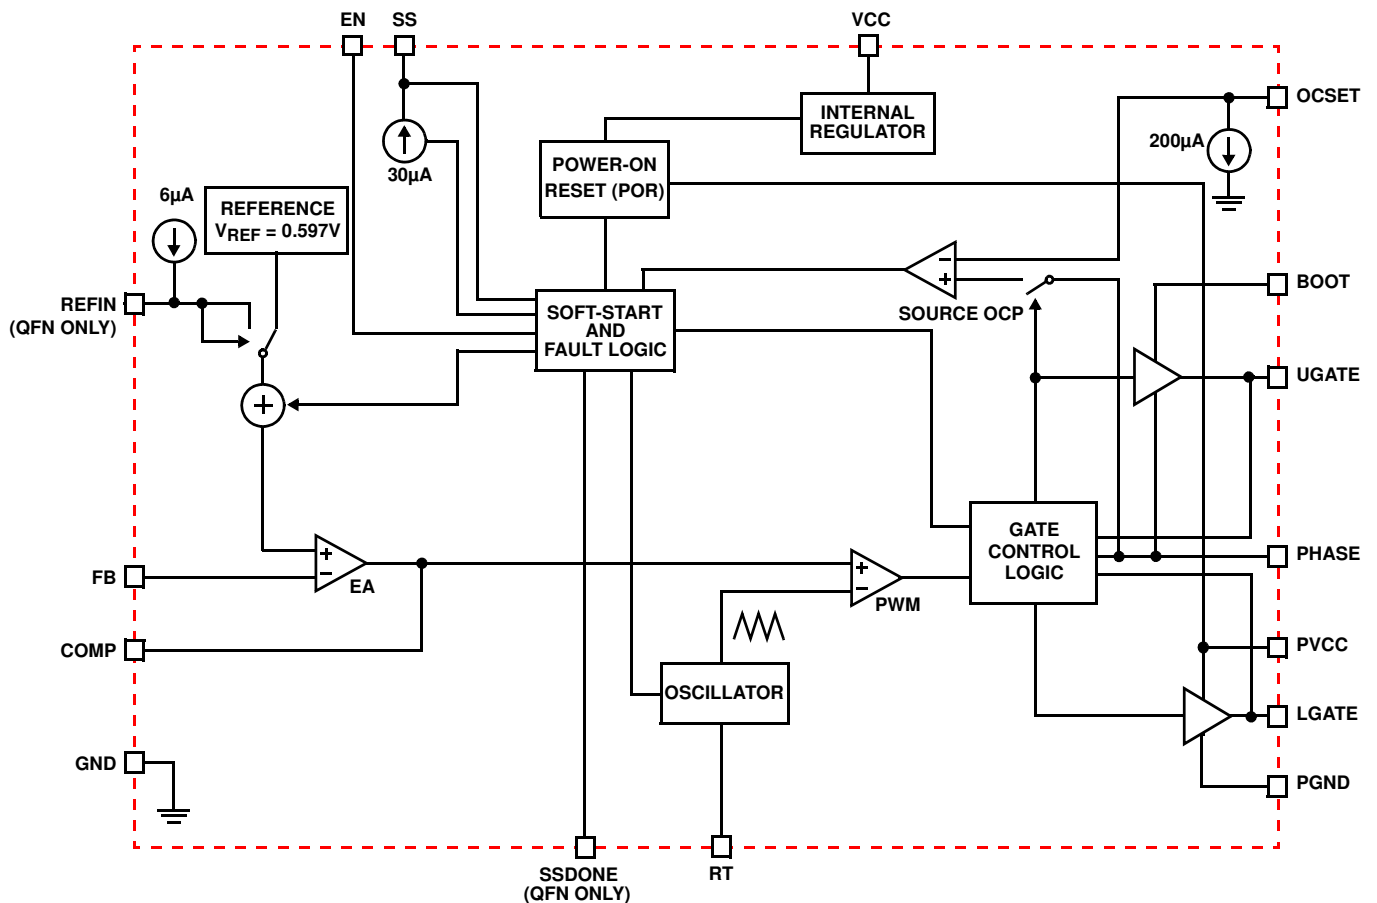 EN
SS
VCC
OCSET
INTERNAL
REGULATOR
200µA
POWER-ON
RESET (POR)
30µA
6µA
REFERENCE
VREF = 0.597V
REFIN
(QFN ONLY)
BOOT
SOURCE OCP
SOFT-START
AND
FAULT LOGIC
UGATE
+
GATE
CONTROL
LOGIC
PHASE
FB
+
−
EA
+
−
PWM
−
+
COMP
PVCC
OSCILLATOR
LGATE
GND
PGND
SSDONE
(QFN ONLY)
RT